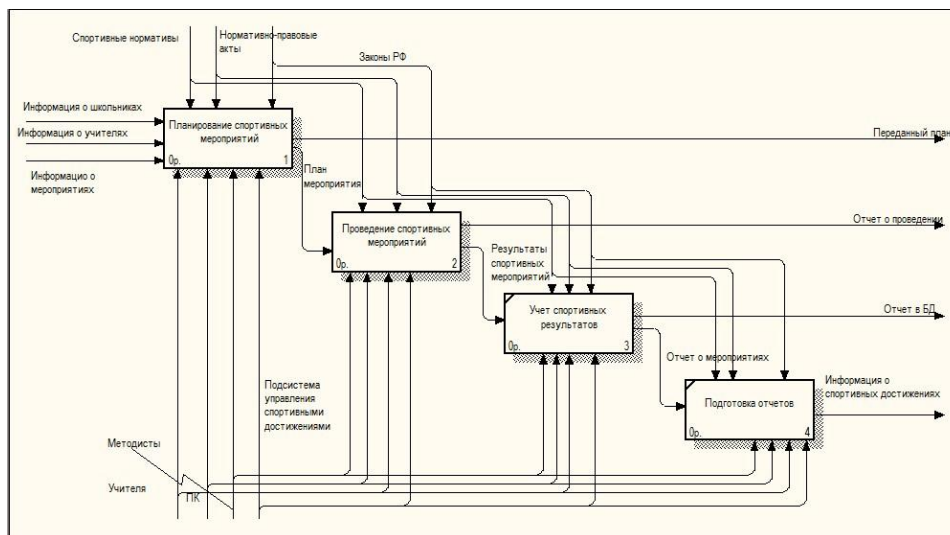 Спортивные нормативы
Нормативно-правовые
акты
Законы РФ
Информация о школьниках
Информация о учителях
Информацио о
мероприятиях
Планирование спортивных
мероприятий
0р.
1
Переданный план
План
мероприятия
Проведение спортивных
мероприятий
0р.
2
Отчет о проведении
Результаты
спортивных
мероприятий
Учет спортивных
результатов
0р.
3
Отчет в БД
Отчет о мероприятиях
Подготовка отчетов
0р.
4
Информация о
спортивных достижениях
Подсистема
управления
спортивными
достижениями
Методисты
Учителя
ПК